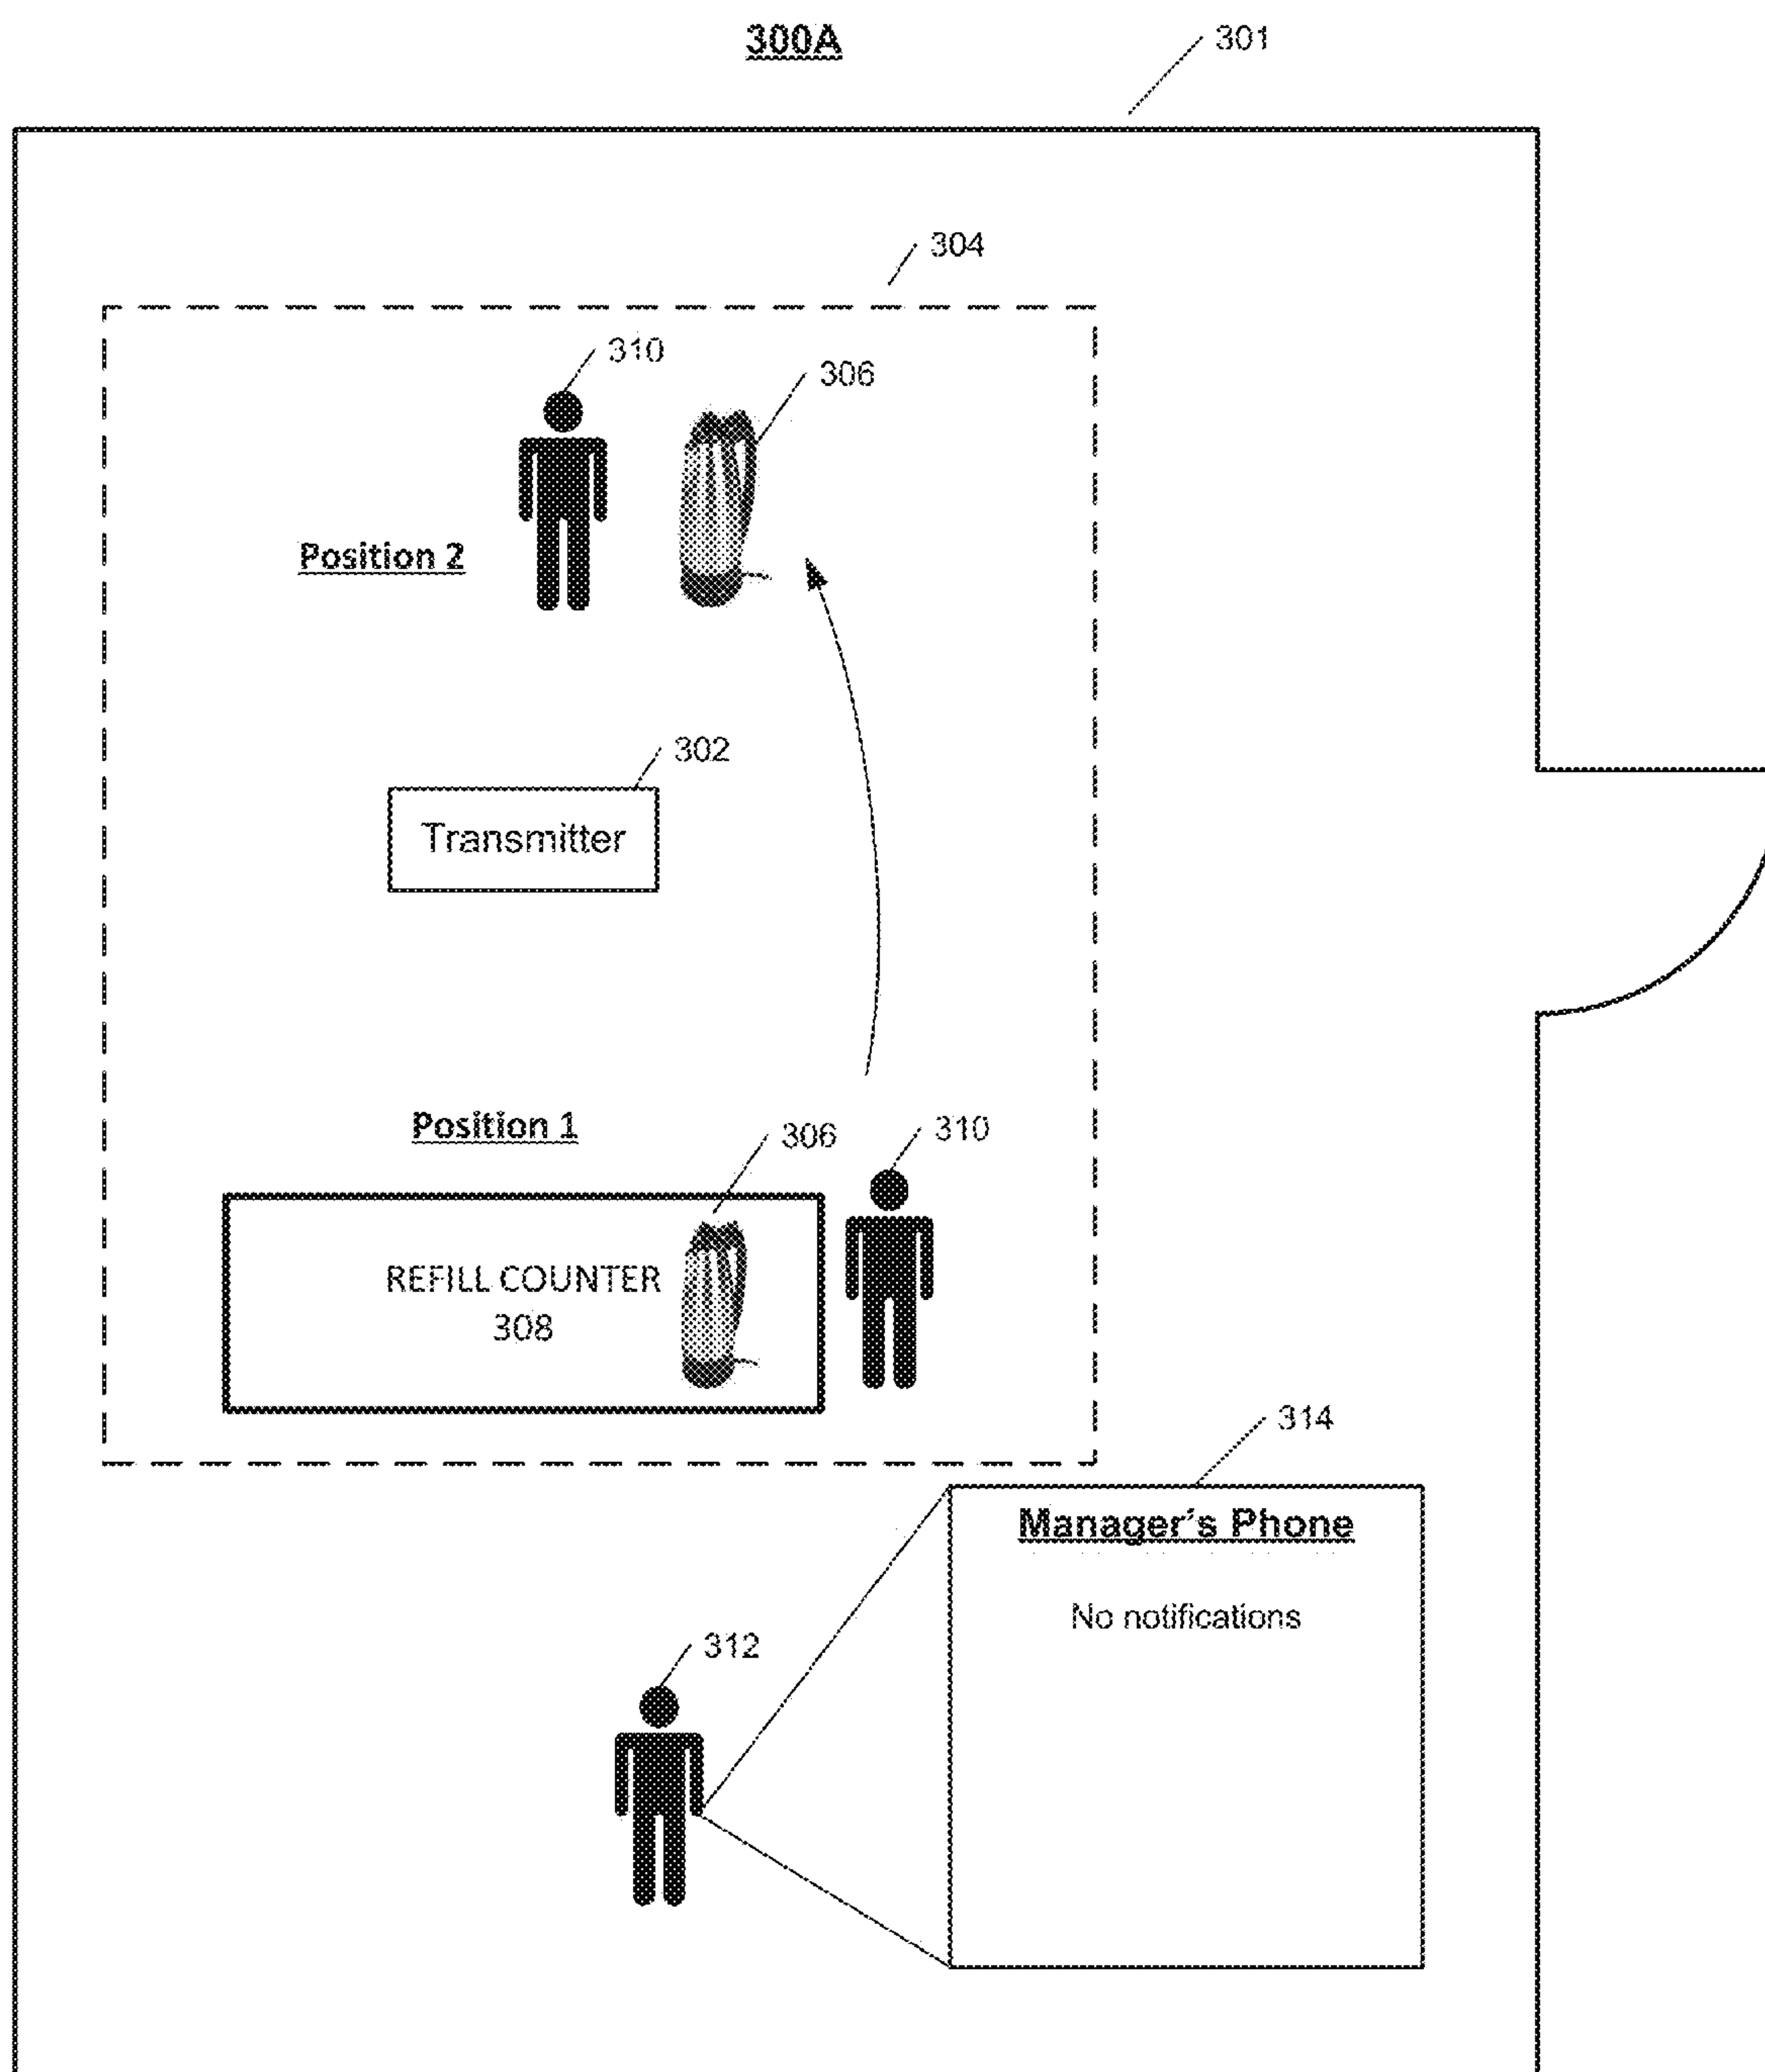 300A
301
304
310
306
Position 2
302
Transmitter
Position 1
306
310
REFILL COUNTER
308
314
Manager's Phone
No notifications
312